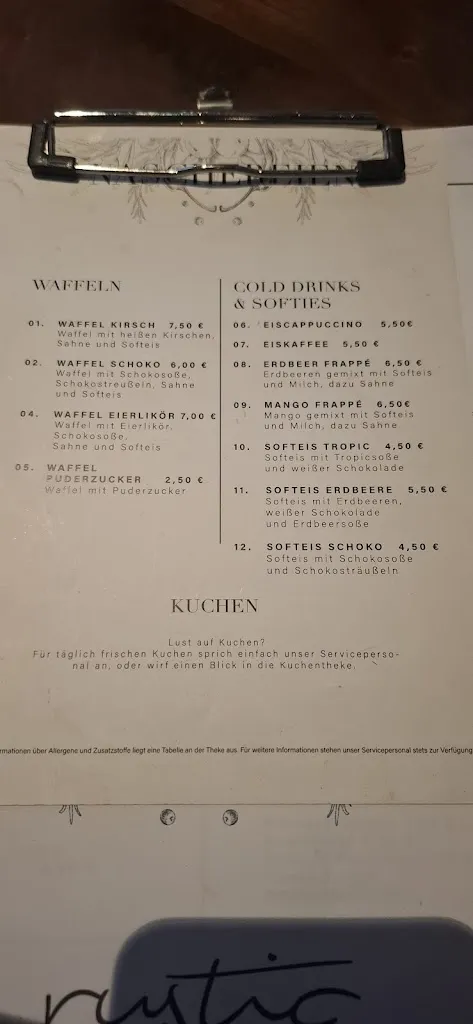 NASCHEREIEN
WAFFELN
01. WAFFEL KIRSCH 7,50 €
Waffel mit heißen Kirschen,
Sahne und Softeis
02. WAFFEL SCHOKO 6,00 €
Waffel mit Schokosoße,
Schokostreußeln, Sahne
und Softeis
04. WAFFEL EIERLIKÖR 7,00 €
Waffel mit Eierlikör,
Schokosoße,
Sahne und Softeis
05. WAFFEL
PUDERZUCKER 2,50 €
Waffel mit Puderzucker
COLD DRINKS
& SOFTIES
06. EISCAPPUCCINO 5,50€
07. EISKAFFEE 5,50 €
08. ERDBEER FRAPPÉ 6,50 €
Erdbeeren gemixt mit Softeis
und Milch, dazu Sahne
09. MANGO FRAPPÉ 6,50€
Mango gemixt mit Softeis
und Milch, dazu Sahne
10. SOFTEIS TROPIC 4,50 €
Softeis mit Tropicsoße
und weißer Schokolade
11. SOFTEIS ERDBEERE 5,50 €
Softeis mit Erdbeeren,
weißer Schokolade
und Erdbeersoße
12. SOFTEIS SCHOKO 4,50 €
Softeis mit Schokosoße
und Schokosträußeln
KUCHEN
Lust auf Kuchen?
Für täglich frischen Kuchen sprich einfach unser Serviceperso-
nal an, oder wirf einen Blick in die Kuchentheke.
rmationen über Allergene und Zusatzstoffe liegt eine Tabelle an der Theke aus. Für weitere Informationen stehen unser Servicepersonal stets zur Verfügung
rustic